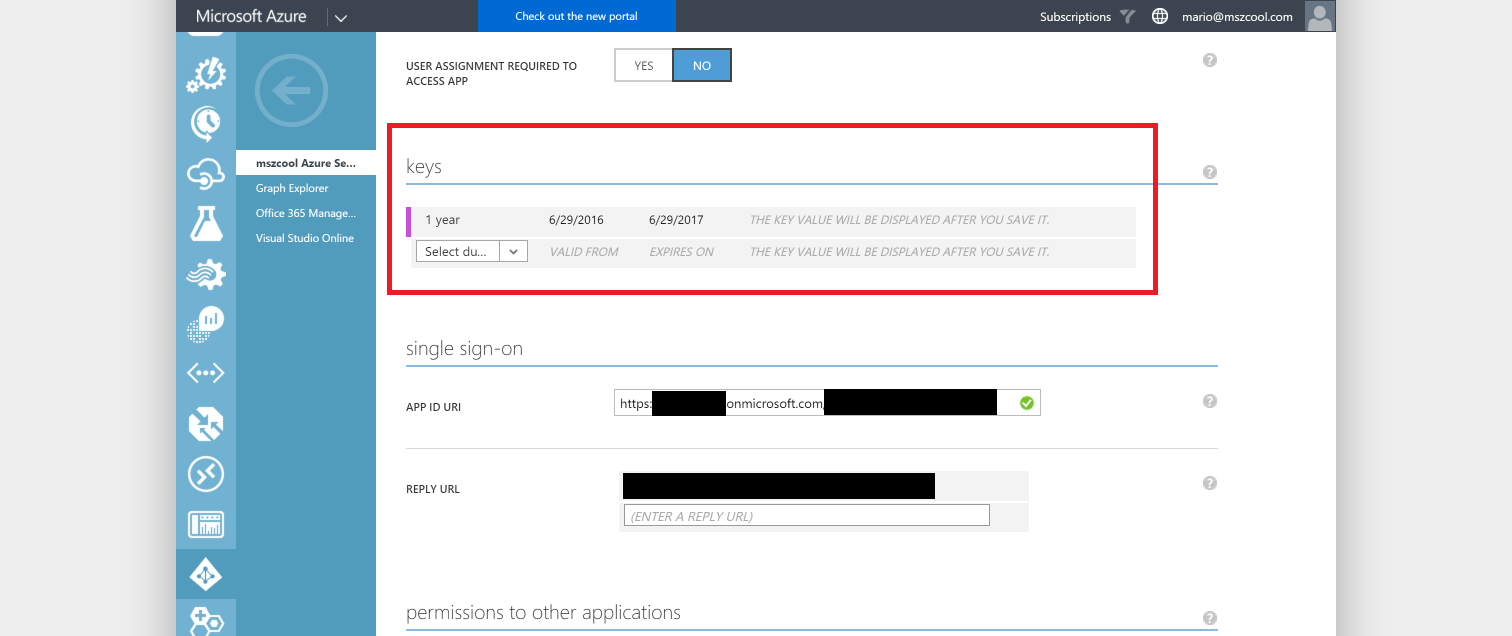 Microsoft Azure
Check out the new portal
Subscriptions
mario@mszcool.com
USER ASSIGNMENT REQUIRED TO
ACCESS APP
YES
NO
?
mszcool Azure Se...
Graph Explorer
Office 365 Manage...
Visual Studio Online
keys
?
1 year 6/29/2016 6/29/2017 THE KEY VALUE WILL BE DISPLAYED AFTER YOU SAVE IT.
Select du... VALID FROM EXPIRES ON THE KEY VALUE WILL BE DISPLAYED AFTER YOU SAVE IT.
single sign-on
APP ID URI
https: onmicrosoft.com,
?
REPLY URL
?
(ENTER A REPLY URL)
permissions to other applications
?